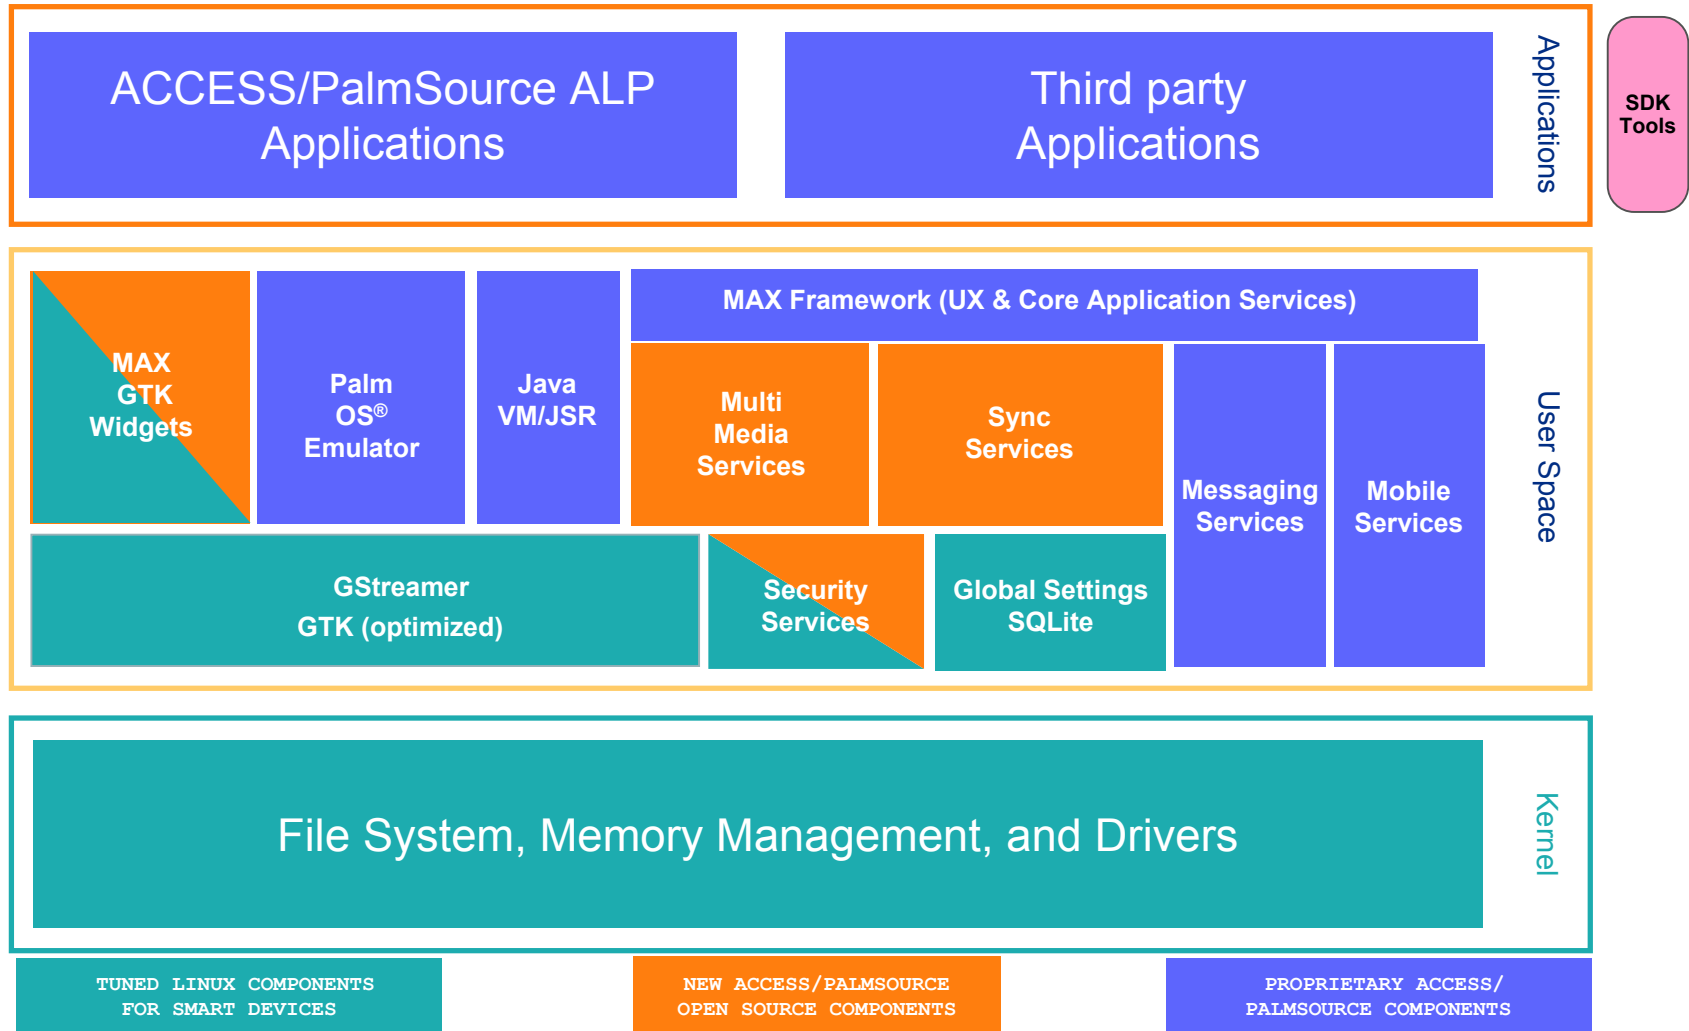 ACCESS/PalmSource ALP
Applications
Third party
Applications
Applications
SDK
Tools
MAX
GTK
Widgets
Palm
OS®
Emulator
Java
VM/JSR
MAX Framework (UX & Core Application Services)
Multi
Media
Services
Sync
Services
Messaging
Services
Mobile
Services
User Space
GStreamer
GTK (optimized)
Security
Services
Global Settings
SQLite
File System, Memory Management, and Drivers
Kernel
TUNED LINUX COMPONENTS
FOR SMART DEVICES
NEW ACCESS/PALMSOURCE
OPEN SOURCE COMPONENTS
PROPRIETARY ACCESS/
PALMSOURCE COMPONENTS